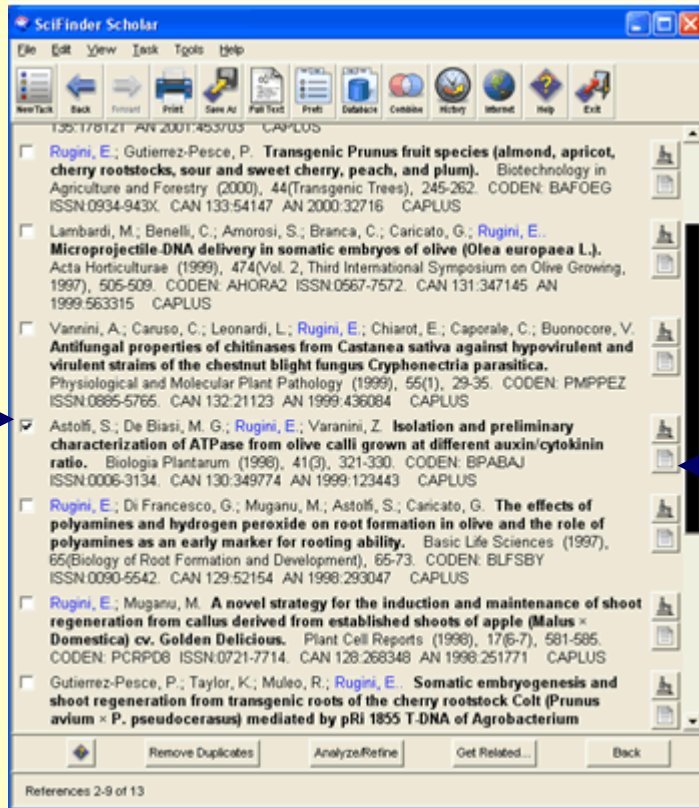 SciFinder Scholar
File Edit View Task Tools Help
New Task Back Forward Print Save As Full Text Prefs Database Combine History Internet Help Exit
135:178121 AN 2001:453703 CAPLUS
Rugini, E.; Gutierrez-Pesce, P. Transgenic Prunus fruit species (almond, apricot,
cherry rootstocks, sour and sweet cherry, peach, and plum). Biotechnology in
Agriculture and Forestry (2000), 44(Transgenic Trees), 245-262. CODEN: BAFOEG
ISSN:0934-943X. CAN 133:54147 AN 2000:32716 CAPLUS
Lambardi, M.; Benelli, C.; Amorosi, S.; Branca, C.; Caricato, G.; Rugini, E..
Microprojectile-DNA delivery in somatic embryos of olive (Olea europaea L.).
Acta Horticulturae (1999), 474(Vol. 2, Third International Symposium on Olive Growing,
1997), 505-509. CODEN: AHORA2 ISSN:0567-7572. CAN 131:347145 AN
1999:563315 CAPLUS
Vannini, A.; Caruso, C.; Leonardi, L.; Rugini, E.; Chiarot, E.; Caporale, C.; Buonocore, V.
Antifungal properties of chitinases from Castanea sativa against hypovirulent and
virulent strains of the chestnut blight fungus Cryphonectria parasitica.
Physiological and Molecular Plant Pathology (1999), 55(1), 29-35. CODEN: PMPPEZ
ISSN:0885-5765. CAN 132:21123 AN 1999:436084 CAPLUS
Astolfi, S.; De Biasi, M. G.; Rugini, E.; Varanini, Z. Isolation and preliminary
characterization of ATPase from olive calli grown at different auxin/cytokinin
ratio. Biologia Plantarum (1998), 41(3), 321-330. CODEN: BPABAJ
ISSN:0006-3134. CAN 130:349774 AN 1999:123443 CAPLUS
Rugini, E.; Di Francesco, G.; Muganu, M.; Astolfi, S.; Caricato, G. The effects of
polyamines and hydrogen peroxide on root formation in olive and the role of
polyamines as an early marker for rooting ability. Basic Life Sciences (1997),
65(Biology of Root Formation and Development), 65-73. CODEN: BLFSBY
ISSN:0090-5542. CAN 129:52154 AN 1998:293047 CAPLUS
Rugini, E.; Muganu, M. A novel strategy for the induction and maintenance of shoot
regeneration from callus derived from established shoots of apple (Malus ×
Domestica) cv. Golden Delicious. Plant Cell Reports (1998), 17(6-7), 581-585.
CODEN: PCRPD8 ISSN:0721-7714. CAN 128:268348 AN 1998:251771 CAPLUS
Gutierrez-Pesce, P.; Taylor, K.; Muleo, R.; Rugini, E.. Somatic embryogenesis and
shoot regeneration from transgenic roots of the cherry rootstock Colt (Prunus
avium × P. pseudocerasus) mediated by pRi 1855 T-DNA of Agrobacterium
Remove Duplicates Analyze/Refine Get Related... Back
References 2-9 of 13